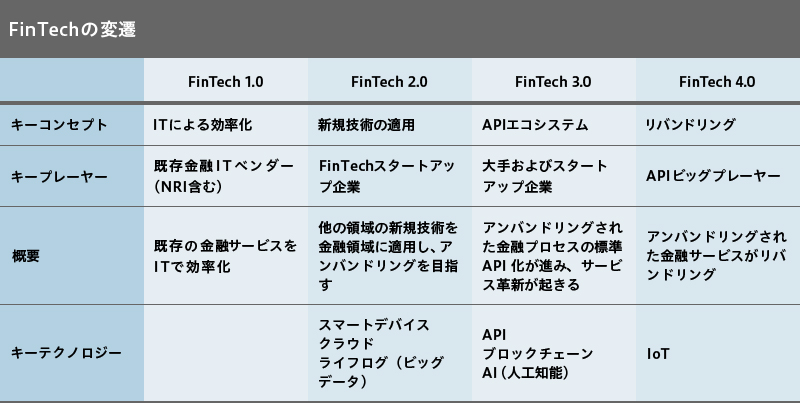 FinTechの変遷
FinTech 1.0
FinTech 2.0
FinTech 3.0
FinTech 4.0
キーコンセプト
ITによる効率化
新規技術の適用
APIエコシステム
リバンドリング
キープレーヤー
既存金融ITベンダー
(NRI含む)
FinTechスタートアッ
プ企業
大手およびスタート
アップ企業
APIビッグプレーヤー
概要
既存の金融サービスを
ITで効率化
他の領域の新規技術を
金融領域に適用し、ア
ンバンドリングを目指
す
アンバンドリングされ
た金融プロセスの標準
API 化が進み、サービ
ス革新が起きる
アンバンドリングされ
た金融サービスがリバ
ンドリング
キーテクノロジー
スマートデバイス
クラウド
ライフログ（ビッグ
データ）
API
ブロックチェーン
AI（人工知能）
IoT